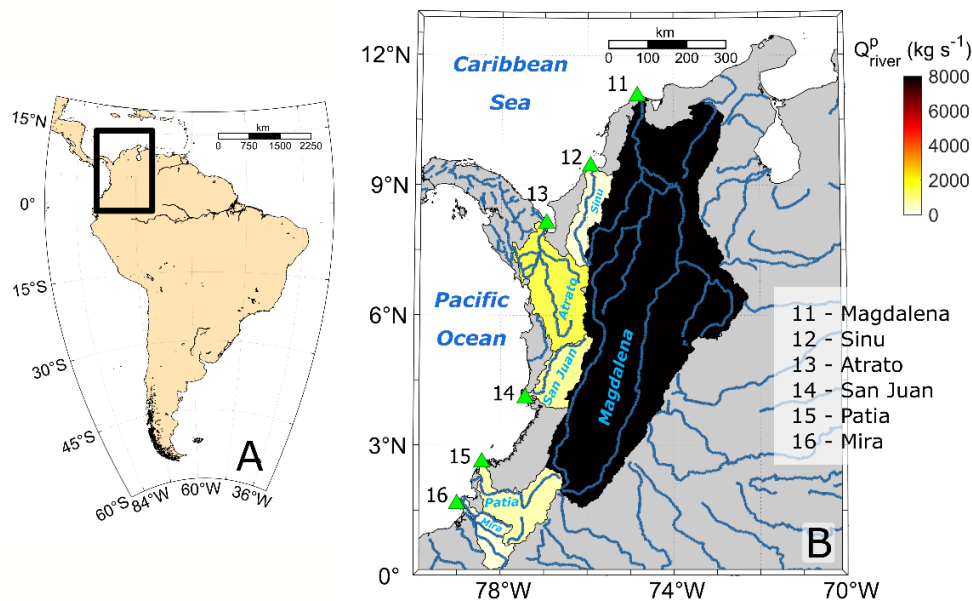 15°N
0°
15°S
30°S
45°S
60°S
84°W
60°W
36°W
km
0 750 1500 2250
A
12°N
9°N
6°N
3°N
0°
78°W
74°W
70°W
km
0 100 200 300
Caribbean
Sea
Pacific
Ocean
11
12
13
14
15
16
Sinu
Atrato
San Juan
Magdalena
Patia
Mira
B
Q^p_river (kg s⁻¹)
8000
6000
4000
2000
0
11 - Magdalena
12 - Sinu
13 - Atrato
14 - San Juan
15 - Patia
16 - Mira